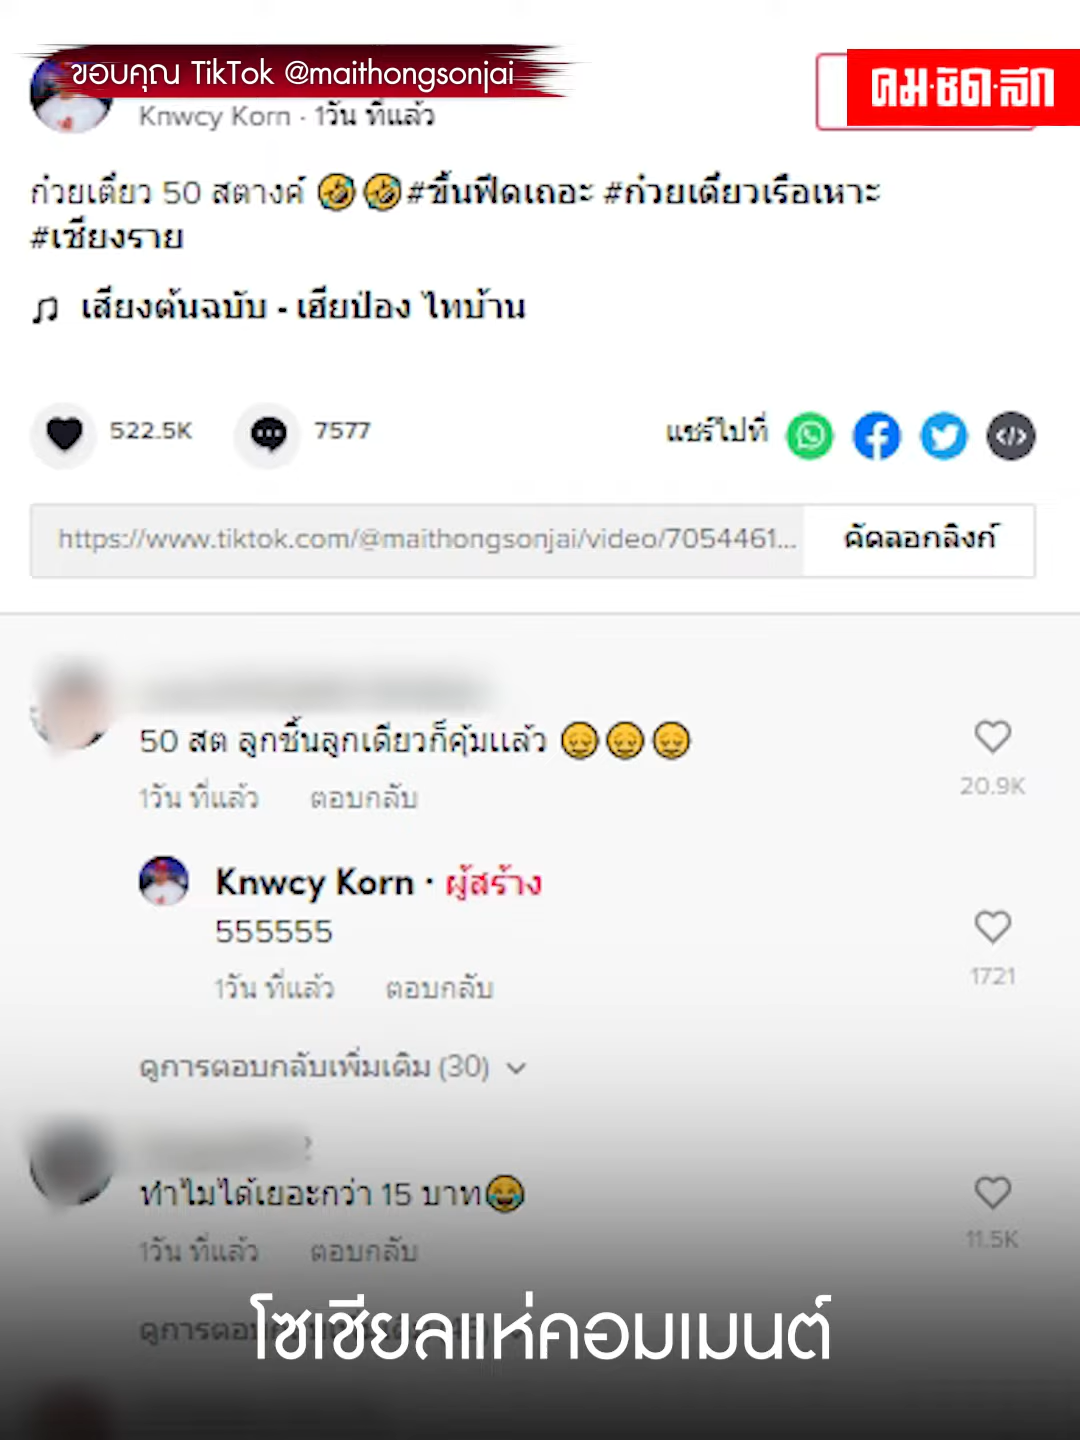 ขอบคุณ TikTok @maithongsonjai
คม·ชัด·ลึก
Knwcy Korn · 1วัน ที่แล้ว
ก๋วยเตี๋ยว 50 สตางค์ 🤣🤣#ขึ้นฟีดเถอะ #ก๋วยเตี๋ยวเรือเหาะ
#เชียงราย
♫ เสียงต้นฉบับ - เฮียป่อง ไทบ้าน
522.5K 7577 แชร์ไปที่
https://www.tiktok.com/@maithongsonjai/video/7054461... คัดลอกลิงก์
50 สต ลูกชิ้นลูกเดียวก็คุ้มแล้ว 😔😔😔
1วัน ที่แล้ว ตอบกลับ
20.9K
Knwcy Korn · ผู้สร้าง
555555
1วัน ที่แล้ว ตอบกลับ
1721
ดูการตอบกลับเพิ่มเติม (30)
ทำไมได้เยอะกว่า 15 บาท😂
1วัน ที่แล้ว ตอบกลับ
11.5K
โซเชียลแห่คอมเมนต์